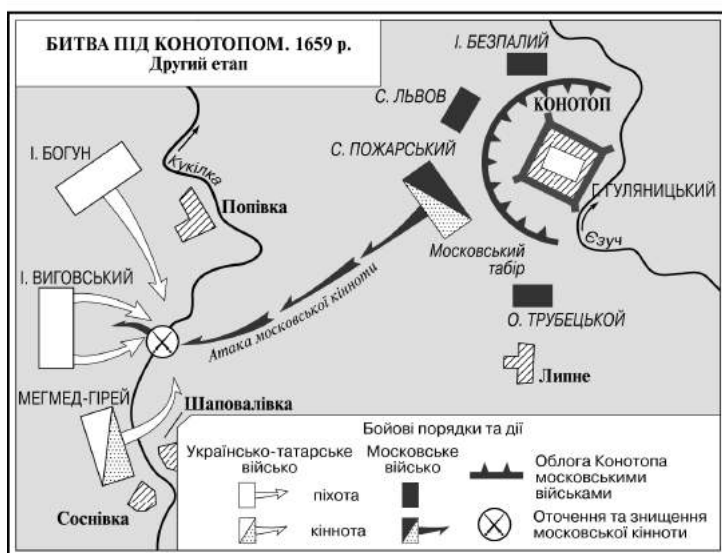 БИТВА ПІД КОНОТОПОМ. 1659 р.
Другий етап
І. БЕЗПАЛИЙ
С. ЛЬВОВ
КОНОТОП
І. БОГУН
Кукілка
С. ПОЖАРСЬКИЙ
Г. ГУЛЯНИЦЬКИЙ
Попівка
Єзуч
Московський
табір
І. ВИГОВСЬКИЙ
Атака московської кінноти
О. ТРУБЕЦЬКОЙ
Липне
МЕГМЕД-ГІРЕЙ
Шаповалівка
Соснівка
Бойові порядки та дії
Українсько-татарське
військо
Московське
військо
піхота
кіннота
Облога Конотопа
московськими
військами
Оточення та знищення
московської кінноти